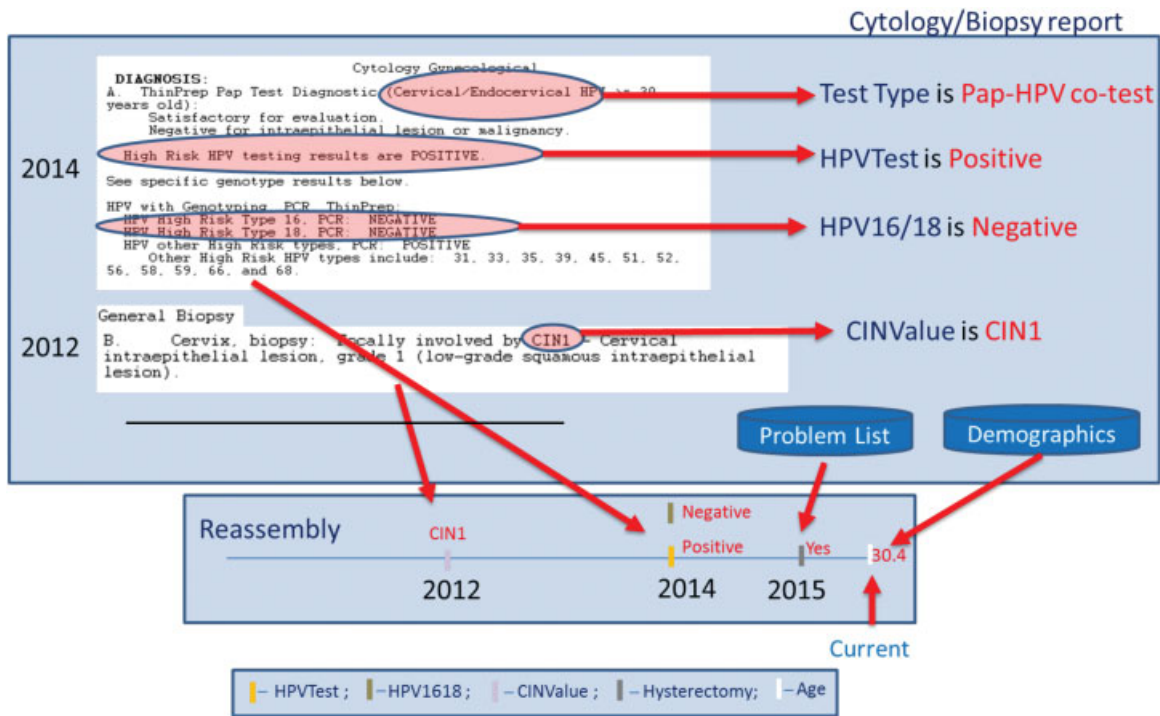 Cytology/Biopsy report
2014
Cytology Gynecological
DIAGNOSIS:
A. ThinPrep Pap Test Diagnostic (Cervical/Endocervical HPV >= 30
years old):
Satisfactory for evaluation.
Negative for intraepithelial lesion or malignancy.
High Risk HPV testing results are POSITIVE.
See specific genotype results below.
HPV with Genotyping, PCR, ThinPrep:
HPV High Risk Type 16, PCR: NEGATIVE
HPV High Risk Type 18, PCR: NEGATIVE
HPV other High Risk types, PCR: POSITIVE
Other High Risk HPV types include: 31, 33, 35, 39, 45, 51, 52,
56, 58, 59, 66, and 68.
Test Type is Pap-HPV co-test
HPVTest is Positive
HPV16/18 is Negative
2012
General Biopsy
B. Cervix, biopsy: Focally involved by CIN1 - Cervical
intraepithelial lesion, grade 1 (low-grade squamous intraepithelial
lesion).
CINValue is CIN1
Problem List
Demographics
Reassembly
CIN1
Negative
Positive
Yes
30.4
2012
2014
2015
Current
– HPVTest ; – HPV1618 ; – CINValue ; – Hysterectomy; – Age